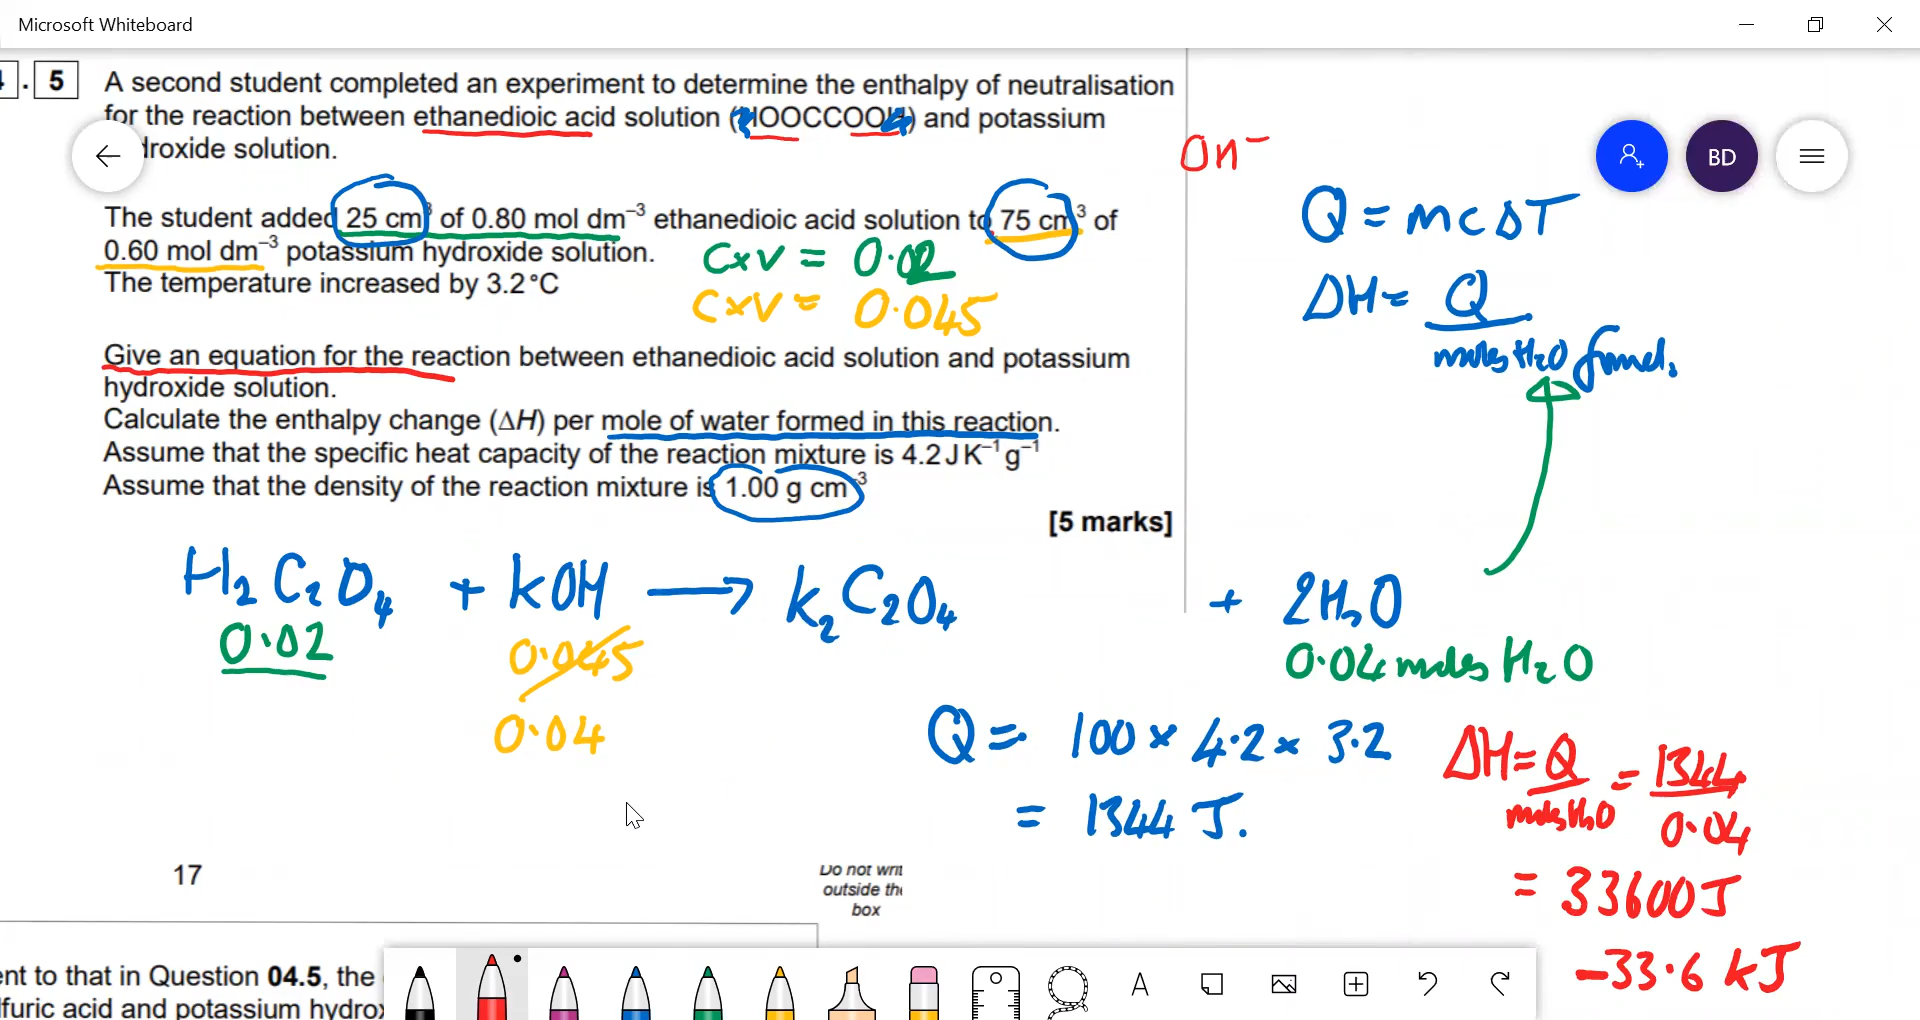 Microsoft Whiteboard
. 5
A second student completed an experiment to determine the enthalpy of neutralisation
for the reaction between ethanedioic acid solution (HOOCCOOH) and potassium
droxide solution.
OH⁻
BD
The student added 25 cm³ of 0.80 mol dm⁻³ ethanedioic acid solution to 75 cm³ of
0.60 mol dm⁻³ potassium hydroxide solution.
C×V = 0.02
The temperature increased by 3.2 °C
C×V = 0.045
Q = mcΔT
ΔH = Q
moles H₂O formed.
Give an equation for the reaction between ethanedioic acid solution and potassium
hydroxide solution.
Calculate the enthalpy change (ΔH) per mole of water formed in this reaction.
Assume that the specific heat capacity of the reaction mixture is 4.2 J K⁻¹ g⁻¹
Assume that the density of the reaction mixture is 1.00 g cm⁻³
[5 marks]
H₂C₂O₄ + KOH → K₂C₂O₄ + 2H₂O
0.02 0.045 0.04 moles H₂O
0.04
Q = 100 × 4.2 × 3.2
= 1344 J.
ΔH = Q = 1344
moles H₂O 0.04
= 33600 J
-33.6 kJ
17
Do not writ
outside the
box
ent to that in Question 04.5, the
lfuric acid and potassium hydrox
A